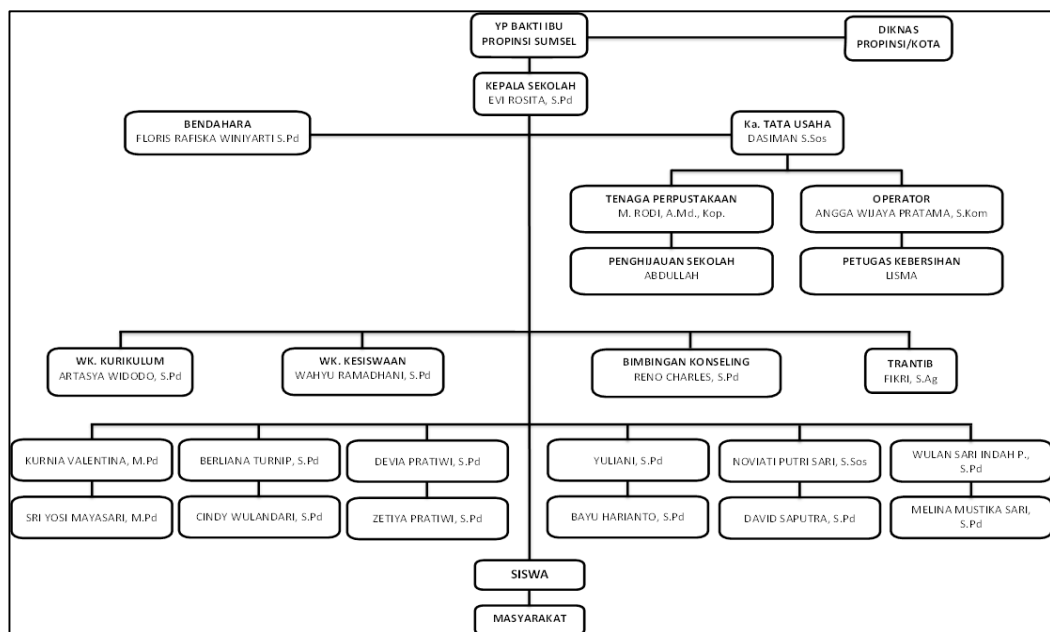 YP BAKTI IBU
PROPINSI SUMSEL
DIKNAS
PROPINSI/KOTA
KEPALA SEKOLAH
EVI ROSITA, S.Pd
BENDAHARA
FLORIS RAFISKA WINIYARTI S.Pd
Ka. TATA USAHA
DASIMAN S.Sos
TENAGA PERPUSTAKAAN
M. RODI, A.Md., Kop.
OPERATOR
ANGGA WIJAYA PRATAMA, S.Kom
PENGHIJAUAN SEKOLAH
ABDULLAH
PETUGAS KEBERSIHAN
LISMA
WK. KURIKULUM
ARTASYA WIDODO, S.Pd
WK. KESISWAAN
WAHYU RAMADHANI, S.Pd
BIMBINGAN KONSELING
RENO CHARLES, S.Pd
TRANTIB
FIKRI, S.Ag
KURNIA VALENTINA, M.Pd
BERLIANA TURNIP, S.Pd
DEVIA PRATIWI, S.Pd
YULIANI, S.Pd
NOVIATI PUTRI SARI, S.Sos
WULAN SARI INDAH P.,
S.Pd
SRI YOSI MAYASARI, M.Pd
CINDY WULANDARI, S.Pd
ZETIYA PRATIWI, S.Pd
BAYU HARIANTO, S.Pd
DAVID SAPUTRA, S.Pd
MELINA MUSTIKA SARI,
S.Pd
SISWA
MASYARAKAT